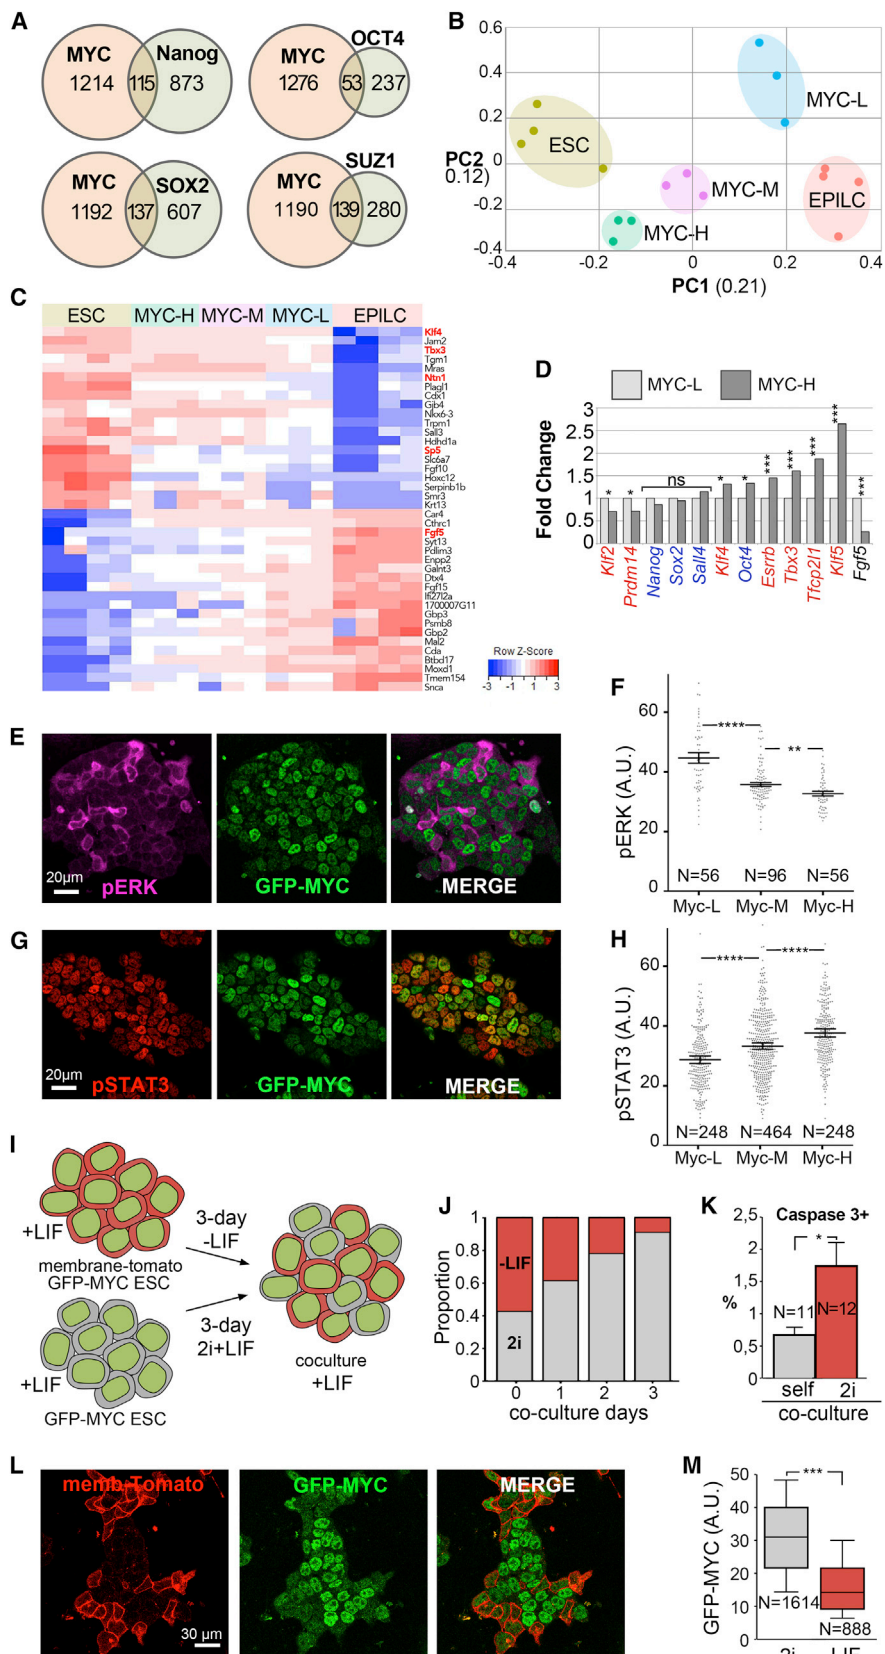 A
MYC
1214
115
Nanog
873
MYC
1276
53
OCT4
237
MYC
1192
137
SOX2
607
MYC
1190
139
SUZ1
280
B
0.6
0.4
0.2
0
-0.2
-0.4
PC2
0.12)
-0.4
-0.2
0
0.2
0.4
PC1 (0.21)
ESC
MYC-L
MYC-M
MYC-H
EPILC
C
ESC
MYC-H
MYC-M
MYC-L
EPILC
Klf4
Jam2
Tbx3
Tgm1
Mras
Ntn1
Plagl1
Cdx1
Gjb4
Nkx6-3
Trpm1
Sall3
Hdhd1a
Sp5
Slc6a7
Fgf10
Hoxc12
Serpinb1b
Smr3
Krt13
Car4
Cthrc1
Fgf5
Syt13
Pdlim3
Enpp2
Galnt3
Dtx4
Fgf15
Ifi27l2a
1700007G11
Gbp3
Psmb8
Gbp2
Mal2
Cda
Btbd17
Moxd1
Tmem154
Snca
Row Z-Score
-3
-1
1
3
D
MYC-L
MYC-H
Fold Change
3
2.5
2
1.5
1
0.5
0
*
*
ns
*
*
***
***
***
***
***
Klf2
Prdm14
Nanog
Sox2
Sall4
Klf4
Oct4
Esrrb
Tbx3
Tfcp2l1
Klf5
Fgf5
E
20µm
pERK
GFP-MYC
MERGE
F
pERK (A.U.)
60
40
20
0
****
**
N=56
N=96
N=56
Myc-L
Myc-M
Myc-H
G
20µm
pSTAT3
GFP-MYC
MERGE
H
pSTAT3 (A.U.)
60
40
20
0
****
****
N=248
N=464
N=248
Myc-L
Myc-M
Myc-H
I
+LIF
membrane-tomato
GFP-MYC ESC
3-day
-LIF
+LIF
GFP-MYC ESC
3-day
2i+LIF
coculture
+LIF
J
Proportion
1
0.8
0.6
0.4
0.2
0
-LIF
2i
0
1
2
3
co-culture days
K
Caspase 3+
2,5
2
1,5
1
0,5
0
%
*
N=11
N=12
self
2i
co-culture
L
memb-Tomato
GFP-MYC
MERGE
30 µm
M
GFP-MYC (A.U.)
50
40
30
20
10
0
***
N=1614
N=888
2i
LIF